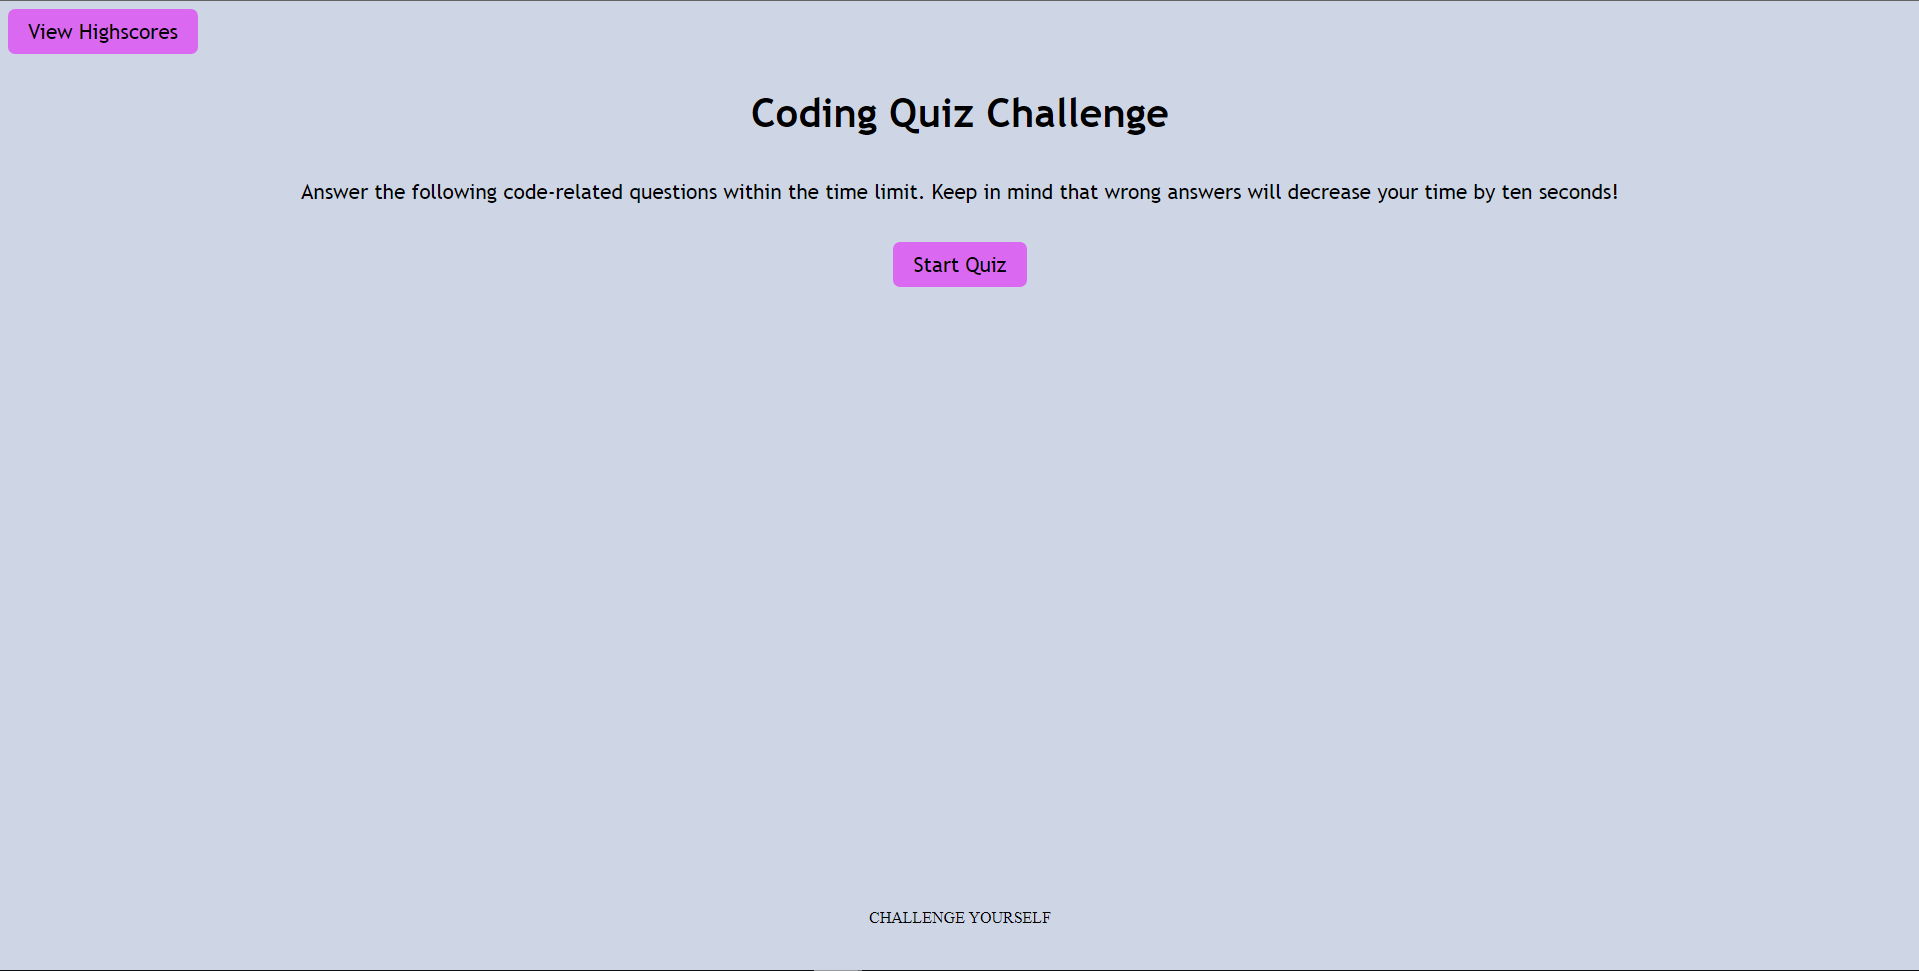 View Highscores
Coding Quiz Challenge
Answer the following code-related questions within the time limit. Keep in mind that wrong answers will decrease your time by ten seconds!
Start Quiz
CHALLENGE YOURSELF